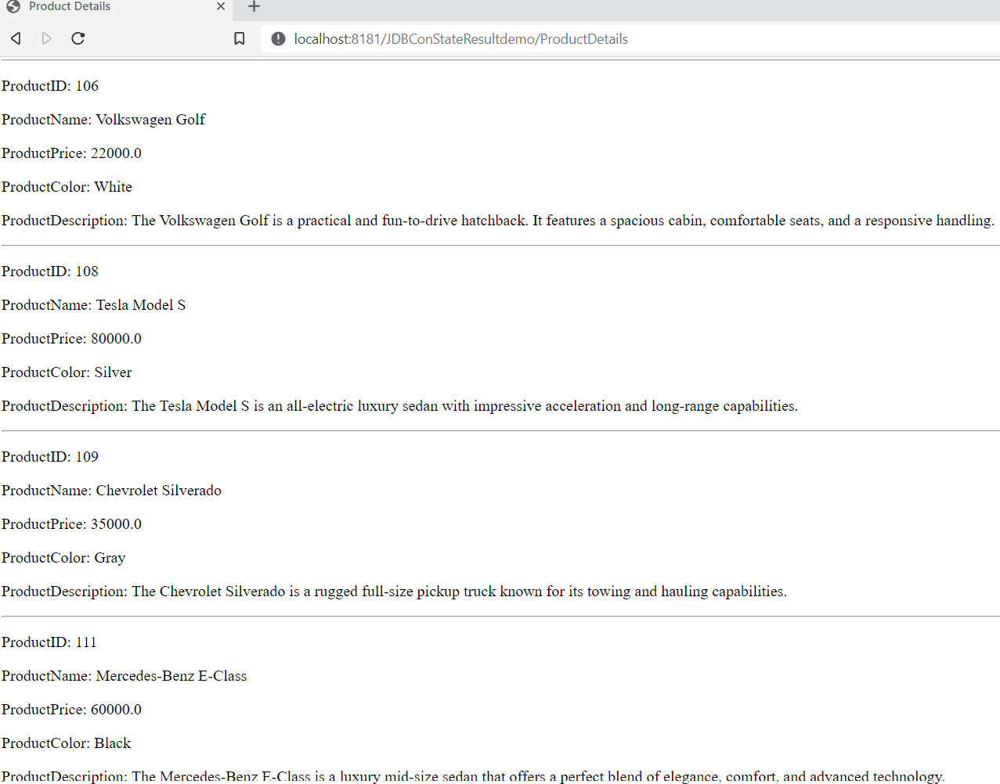 Product Details
localhost:8181/JDBConStateResultdemo/ProductDetails
ProductID: 106
ProductName: Volkswagen Golf
ProductPrice: 22000.0
ProductColor: White
ProductDescription: The Volkswagen Golf is a practical and fun-to-drive hatchback. It features a spacious cabin, comfortable seats, and a responsive handling.
ProductID: 108
ProductName: Tesla Model S
ProductPrice: 80000.0
ProductColor: Silver
ProductDescription: The Tesla Model S is an all-electric luxury sedan with impressive acceleration and long-range capabilities.
ProductID: 109
ProductName: Chevrolet Silverado
ProductPrice: 35000.0
ProductColor: Gray
ProductDescription: The Chevrolet Silverado is a rugged full-size pickup truck known for its towing and hauling capabilities.
ProductID: 111
ProductName: Mercedes-Benz E-Class
ProductPrice: 60000.0
ProductColor: Black
ProductDescription: The Mercedes-Benz E-Class is a luxury mid-size sedan that offers a perfect blend of elegance, comfort, and advanced technology.